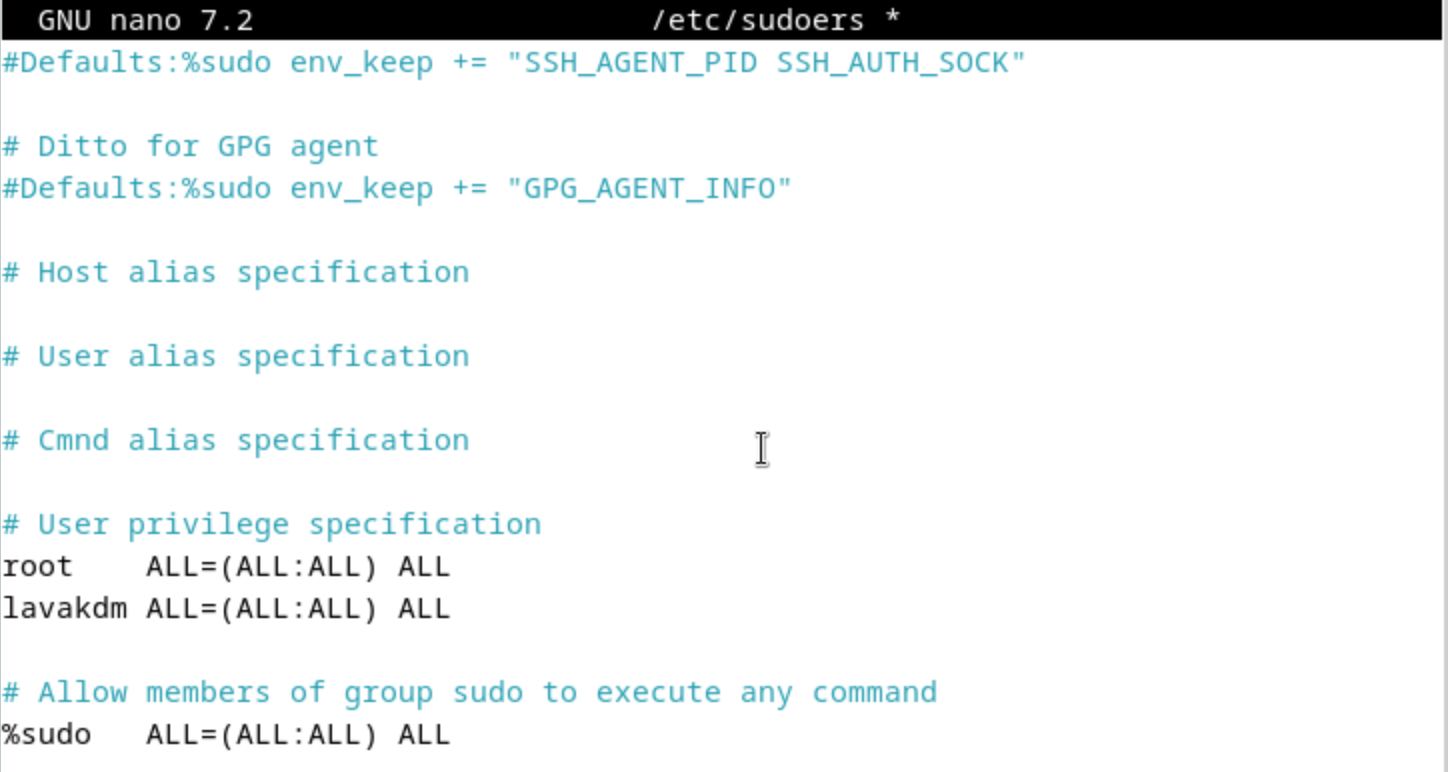 GNU nano 7.2 /etc/sudoers *
#Defaults:%sudo env_keep += "SSH_AGENT_PID SSH_AUTH_SOCK"
# Ditto for GPG agent
#Defaults:%sudo env_keep += "GPG_AGENT_INFO"
# Host alias specification
# User alias specification
# Cmnd alias specification
# User privilege specification
root    ALL=(ALL:ALL) ALL
lavakdm ALL=(ALL:ALL) ALL
# Allow members of group sudo to execute any command
%sudo   ALL=(ALL:ALL) ALL